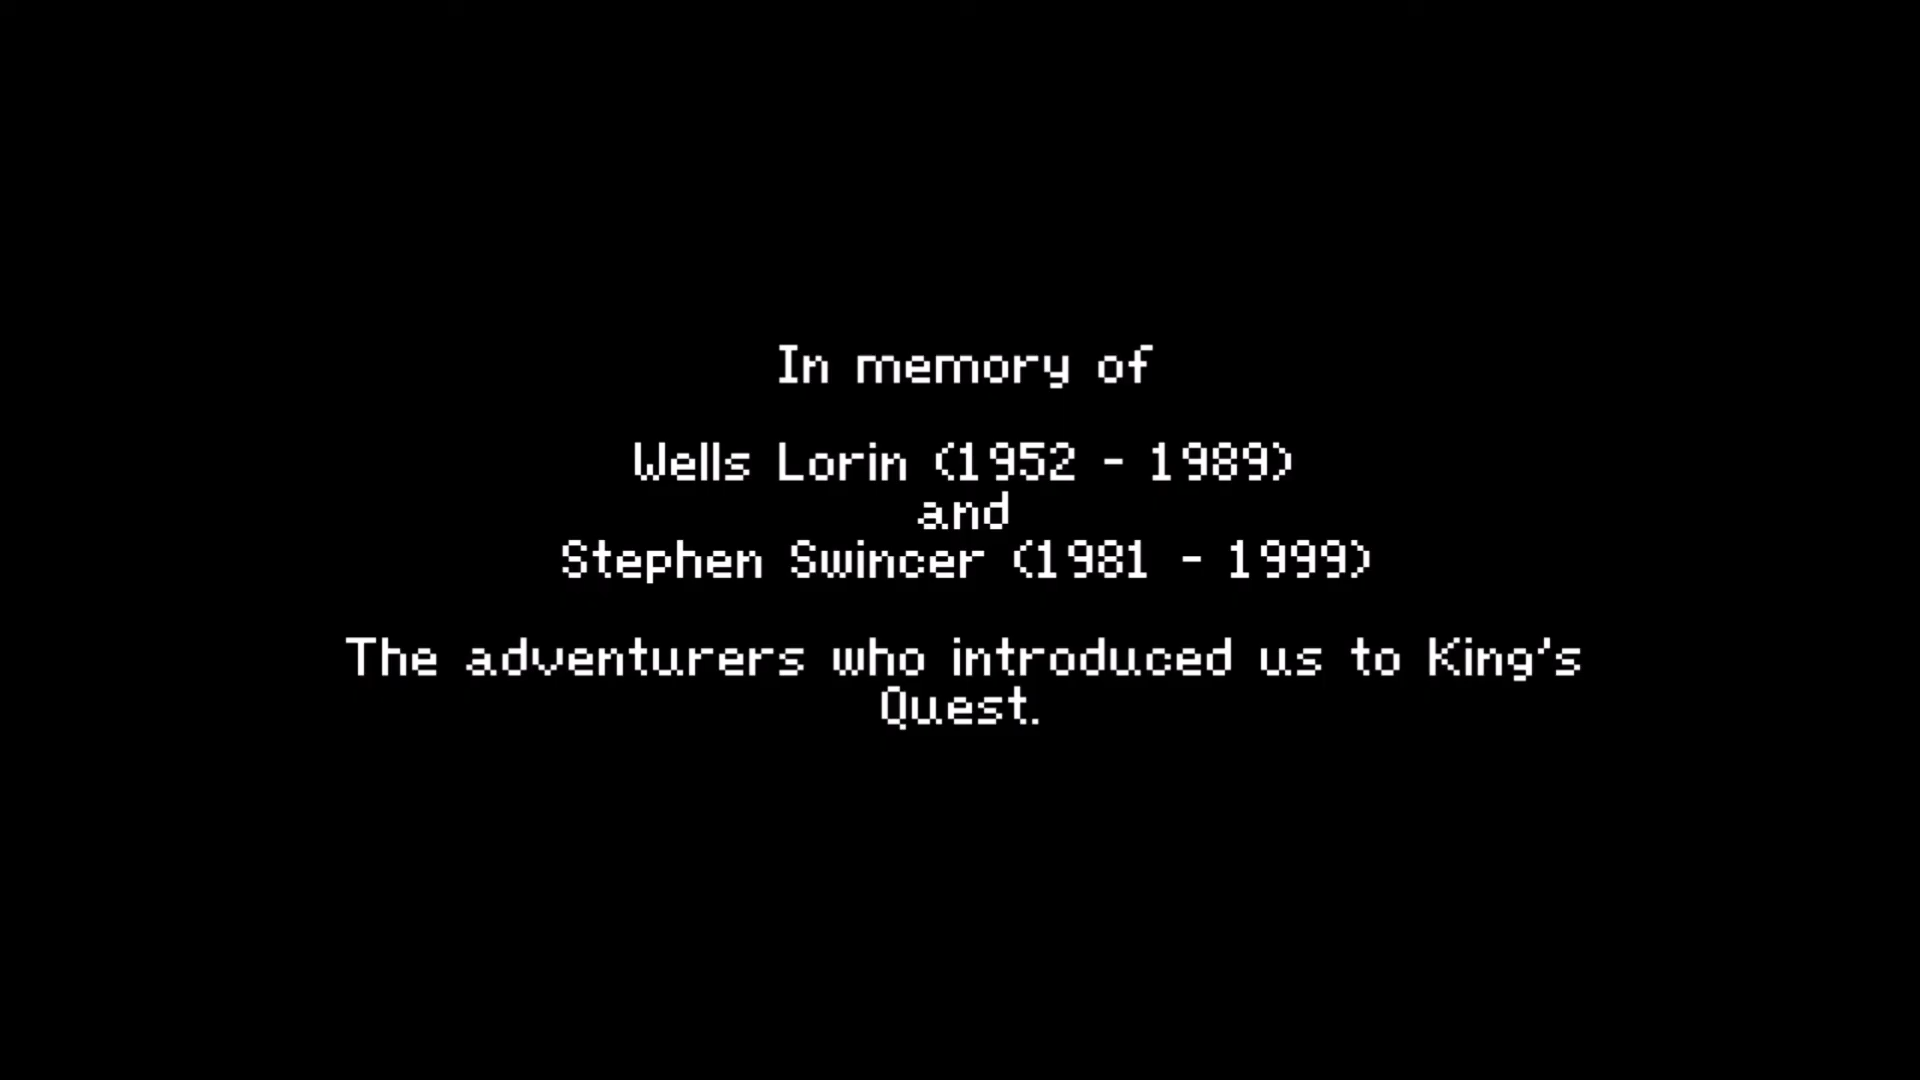 In memory of
Wells Lorin (1952 - 1989)
and
Stephen Swincer (1981 - 1999)
The adventurers who introduced us to King's
Quest.